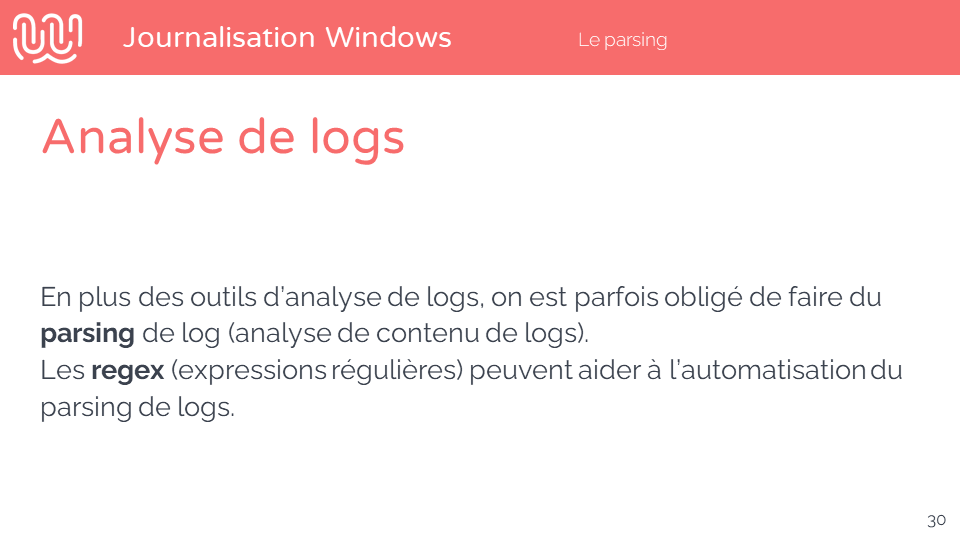 Journalisation Windows
Le parsing
Analyse de logs
En plus des outils d’analyse de logs, on est parfois obligé de faire du
parsing de log (analyse de contenu de logs).
Les regex (expressions régulières) peuvent aider à l’automatisation du
parsing de logs.
30